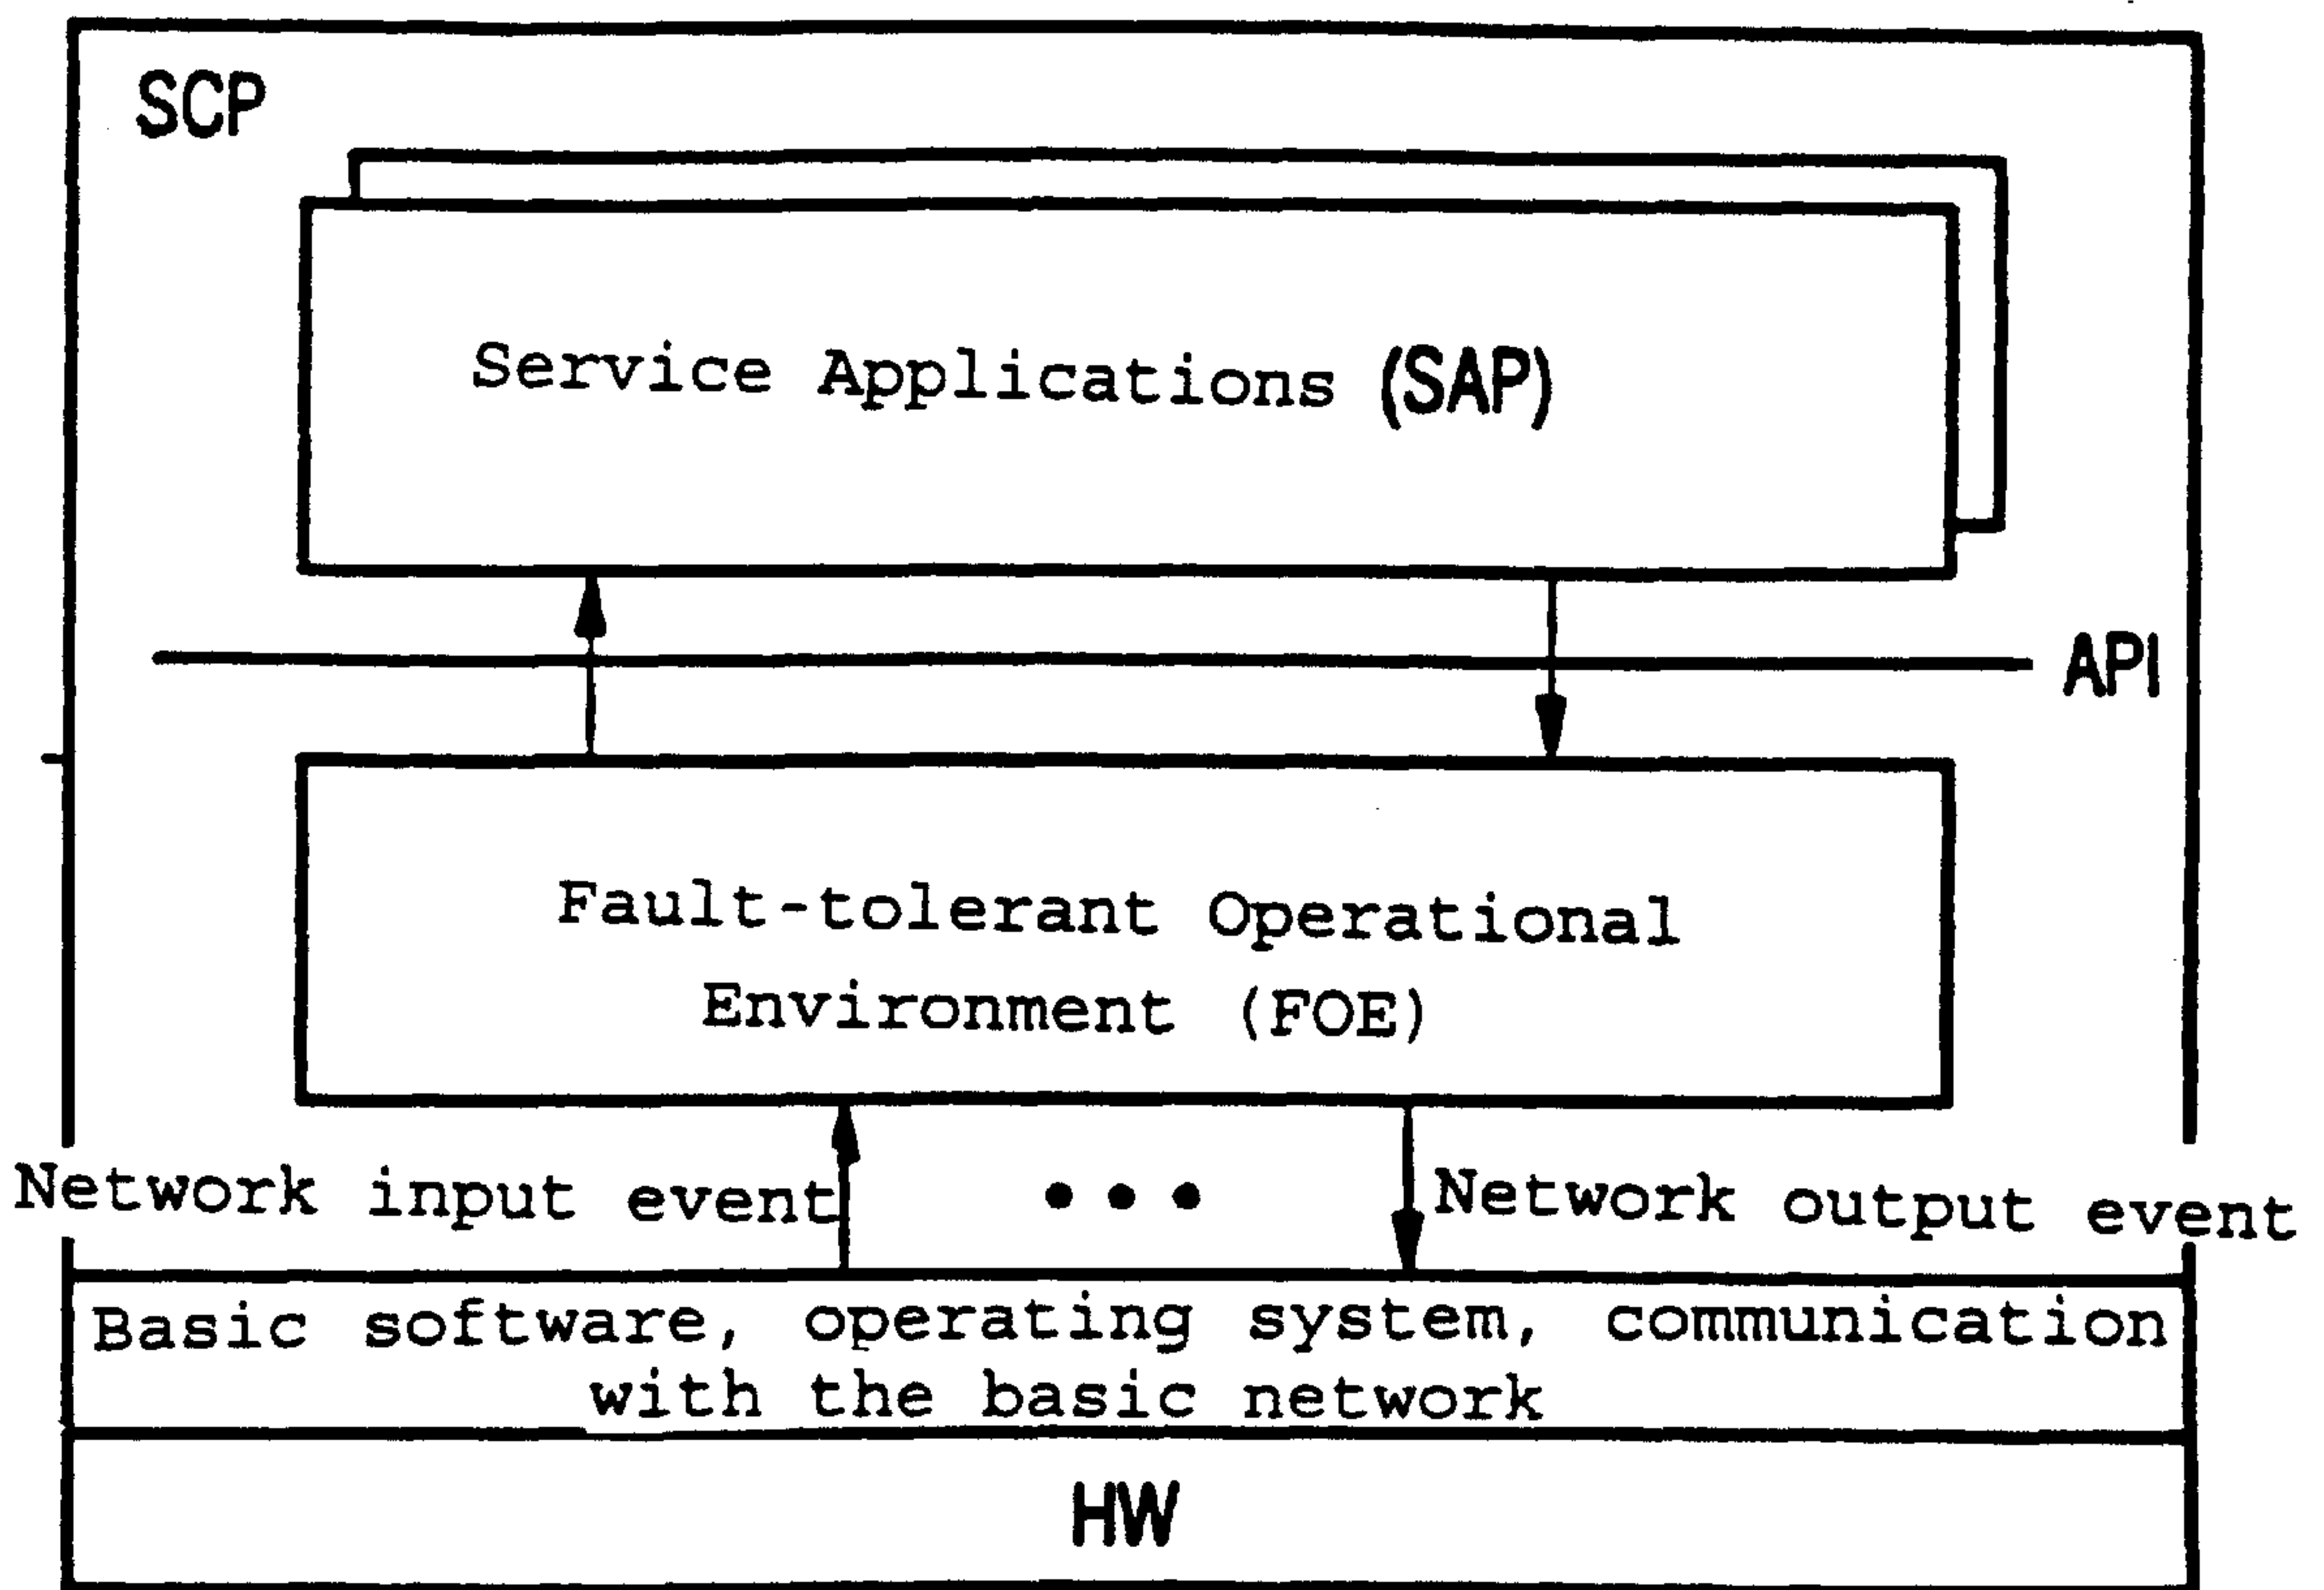 SCP
Service Applications (SAP)
API
Fault-tolerant Operational
Environment (FOE)
Network input event
Network output event
Basic software, operating system, communication
with the basic network
HW